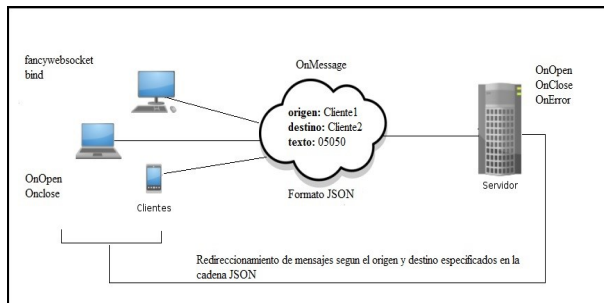 fancywebsocket
bind
OnMessage
OnOpen
OnClose
OnError
origen: Cliente1
destino: Cliente2
texto: 05050
OnOpen
Onclose
Clientes
Formato JSON
Servidor
Redireccionamiento de mensajes segun el origen y destino especificados en la
cadena JSON